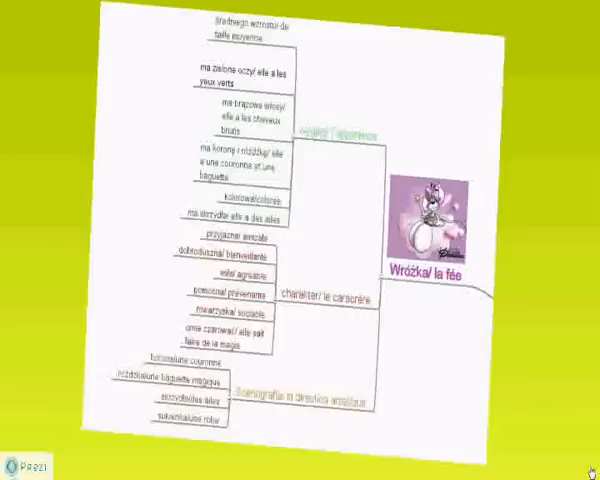 średniego wzrostu/ de
taille moyenne
ma zielone oczy/ elle a les
yeux verts
ma brązowe włosy/
elle a les cheveux
bruns
ma koronę i różdżkę/ elle
a une couronne et une
baguette
kolorowa/colorée
ma skrzydła/ elle a des ailes
wygląd/ l'apparence
przyjazna/ amicale
dobroduszna/ bienveillante
miła/ agréable
pomocna/ prévenante
towarzyska/ sociable
umie czarować/ elle sait
faire de la magie
charakter/ le caractère
Wróżka/ la fée
korona/une couronne
różdżka/une baguette magique
skrzydła/des ailes
sukienka/une robe
Scenografia/ la direction artistique
Prezi